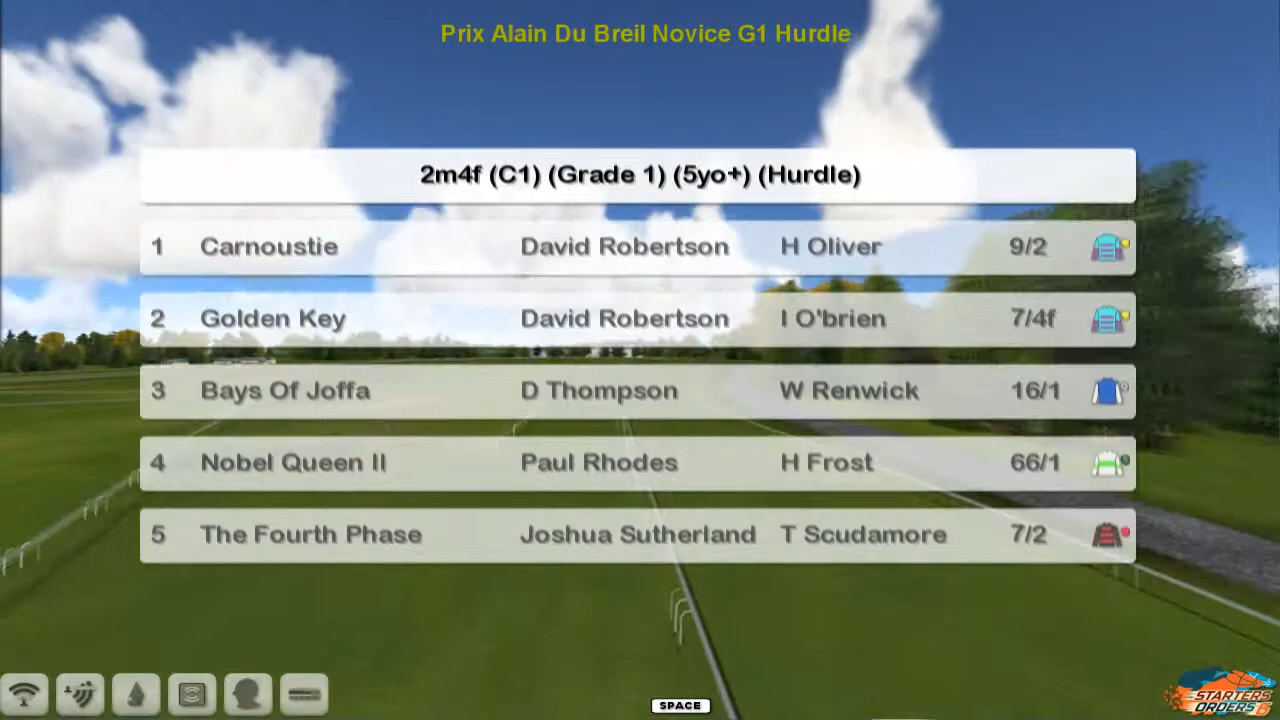 Prix Alain Du Breil Novice G1 Hurdle
2m4f (C1) (Grade 1) (5yo+) (Hurdle)
1 Carnoustie David Robertson H Oliver 9/2
2 Golden Key David Robertson I O'brien 7/4f
3 Bays Of Joffa D Thompson W Renwick 16/1
4 Nobel Queen II Paul Rhodes H Frost 66/1
5 The Fourth Phase Joshua Sutherland T Scudamore 7/2
SPACE
STARTERS
ORDERS 6